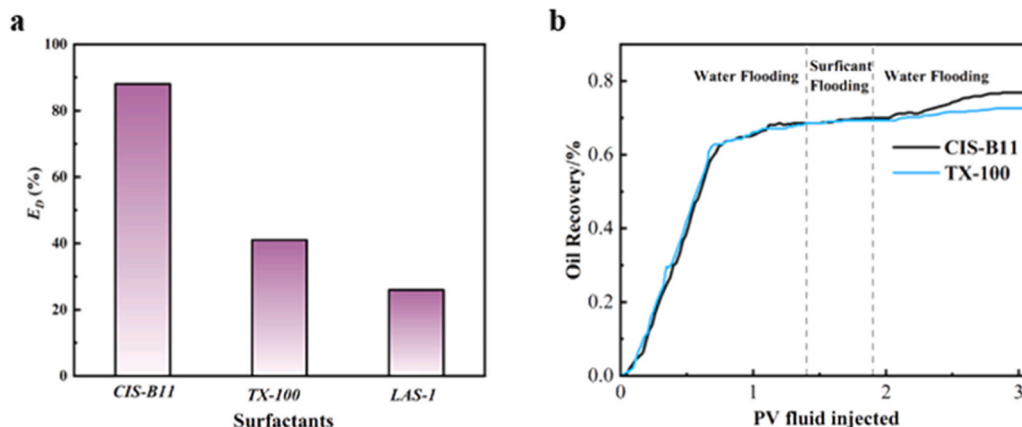 a
100
80
60
40
20
0
E_D (%)
CIS-B11 TX-100 LAS-1
Surfactants
b
0.8
0.6
0.4
0.2
0.0
Oil Recovery/%
Water Flooding
Surficant
Flooding
Water Flooding
CIS-B11
TX-100
0 1 2 3
PV fluid injected